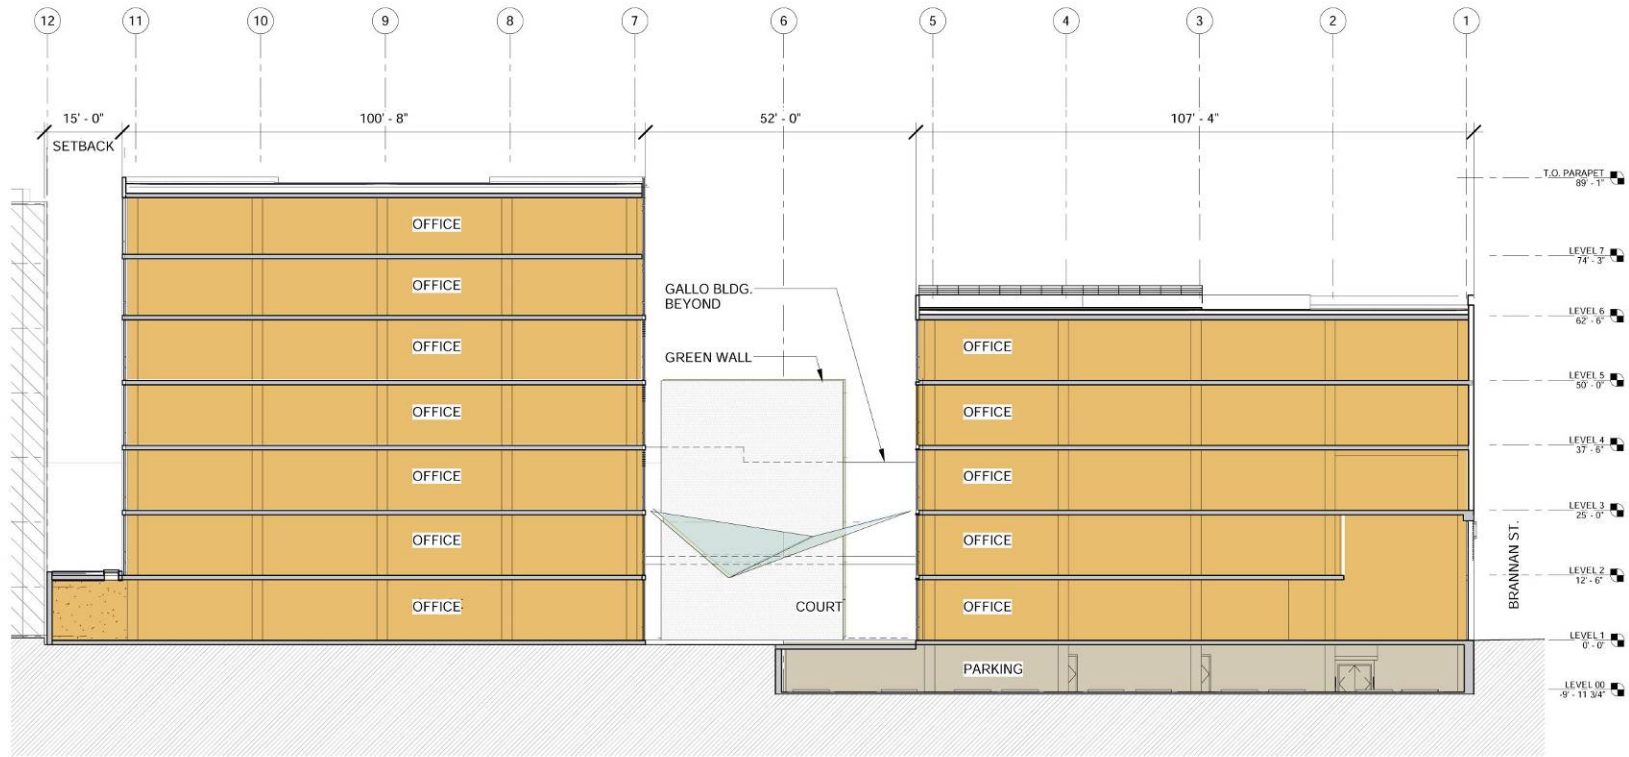 12 11 10 9 8 7 6 5 4 3 2 1
15' - 0" 100' - 8" 52' - 0" 107' - 4"
SETBACK
T.O. PARAPET
89' - 1"
OFFICE
LEVEL 7
74' - 3"
OFFICE
GALLO BLDG.
BEYOND
LEVEL 6
62' - 6"
OFFICE OFFICE
GREEN WALL
LEVEL 5
50' - 0"
OFFICE OFFICE
LEVEL 4
37' - 6"
OFFICE OFFICE
LEVEL 3
25' - 0"
OFFICE OFFICE
BRANNAN ST.
LEVEL 2
12' - 6"
OFFICE COURT OFFICE
LEVEL 1
0' - 0"
PARKING
LEVEL 00
-9' - 11 3/4"